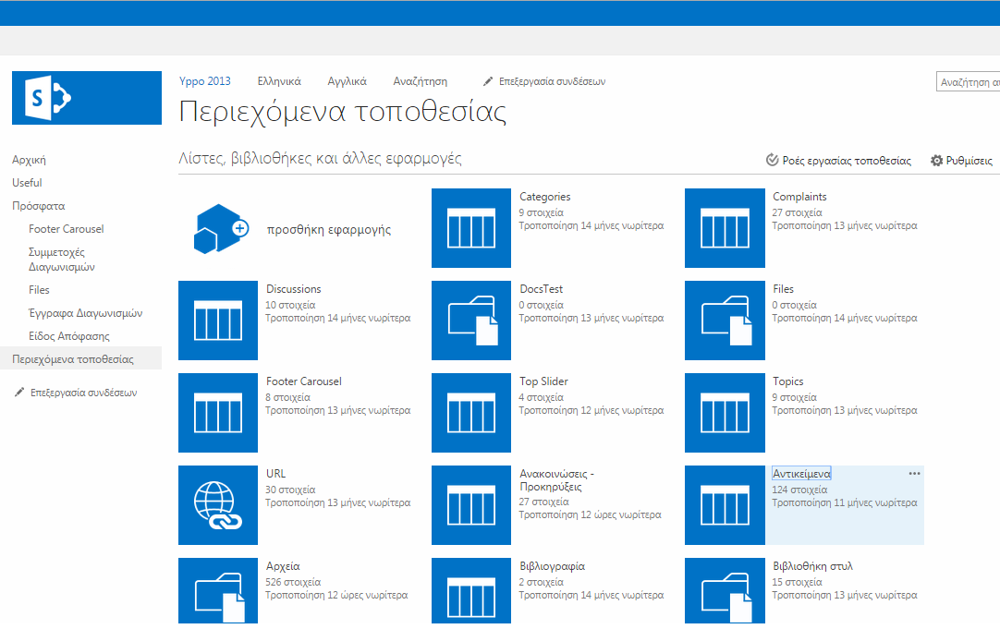 S
Yppo 2013 Ελληνικά Αγγλικά Αναζήτηση Επεξεργασία συνδέσεων
Αναζήτηση
Περιεχόμενα τοποθεσίας
Αρχική
Useful
Πρόσφατα
Footer Carousel
Συμμετοχές
Διαγωνισμών
Files
Έγγραφα Διαγωνισμών
Είδος Απόφασης
Περιεχόμενα τοποθεσίας
Επεξεργασία συνδέσεων
Λίστες, βιβλιοθήκες και άλλες εφαρμογές
Ροές εργασίας τοποθεσίας Ρυθμίσεις
προσθήκη εφαρμογής
Categories
9 στοιχεία
Τροποποίηση 14 μήνες νωρίτερα
Complaints
27 στοιχεία
Τροποποίηση 13 μήνες νωρίτερα
Discussions
10 στοιχεία
Τροποποίηση 14 μήνες νωρίτερα
DocsTest
0 στοιχεία
Τροποποίηση 13 μήνες νωρίτερα
Files
0 στοιχεία
Τροποποίηση 14 μήνες νωρίτερα
Footer Carousel
8 στοιχεία
Τροποποίηση 13 μήνες νωρίτερα
Top Slider
4 στοιχεία
Τροποποίηση 12 μήνες νωρίτερα
Topics
9 στοιχεία
Τροποποίηση 13 μήνες νωρίτερα
URL
30 στοιχεία
Τροποποίηση 13 μήνες νωρίτερα
Ανακοινώσεις -
Προκηρύξεις
27 στοιχεία
Τροποποίηση 12 ώρες νωρίτερα
Αντικείμενα
124 στοιχεία
Τροποποίηση 11 μήνες νωρίτερα
Αρχεία
526 στοιχεία
Τροποποίηση 12 ώρες νωρίτερα
Βιβλιογραφία
2 στοιχεία
Τροποποίηση 14 μήνες νωρίτερα
Βιβλιοθήκη στυλ
15 στοιχεία
Τροποποίηση 13 μήνες νωρίτερα